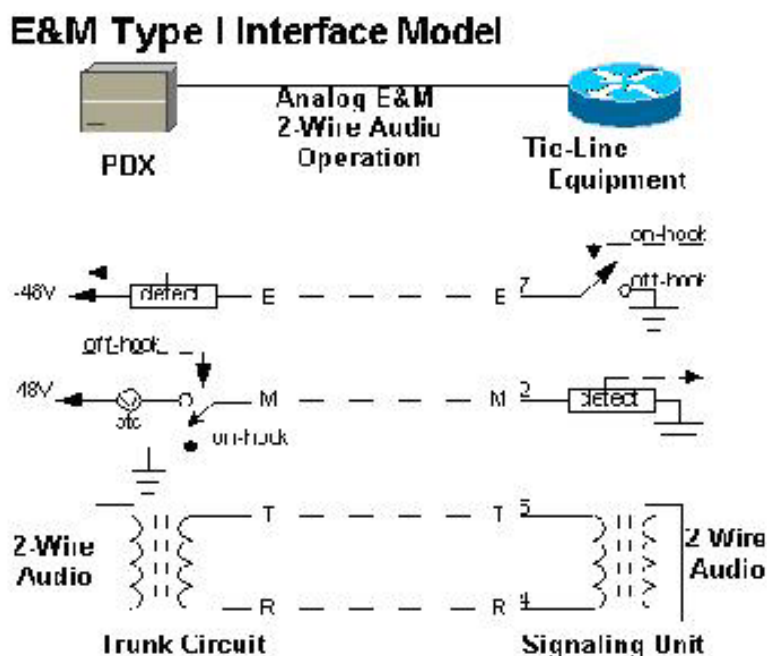 E&M Type I Interface Model
Analog E&M
2-Wire Audio
Operation
PDX
Tie-Line
Equipment
on-hook
off-hook
-48V
detect
E
E
7
off-hook
48V
M
M
2
detect
on-hook
T
T
5
2-Wire
Audio
2 Wire
Audio
R
R
4
Trunk Circuit
Signaling Unit